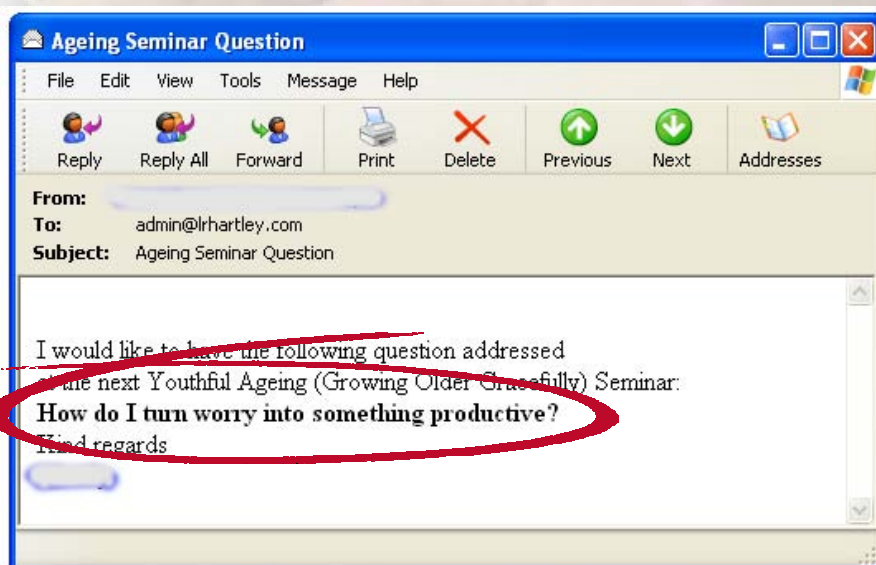 Ageing Seminar Question
File Edit View Tools Message Help
Reply Reply All Forward Print Delete Previous Next Addresses
From:
To: admin@lrhartley.com
Subject: Ageing Seminar Question
I would like to have the following question addressed
at the next Youthful Ageing (Growing Older Gracefully) Seminar:
How do I turn worry into something productive?
Kind regards